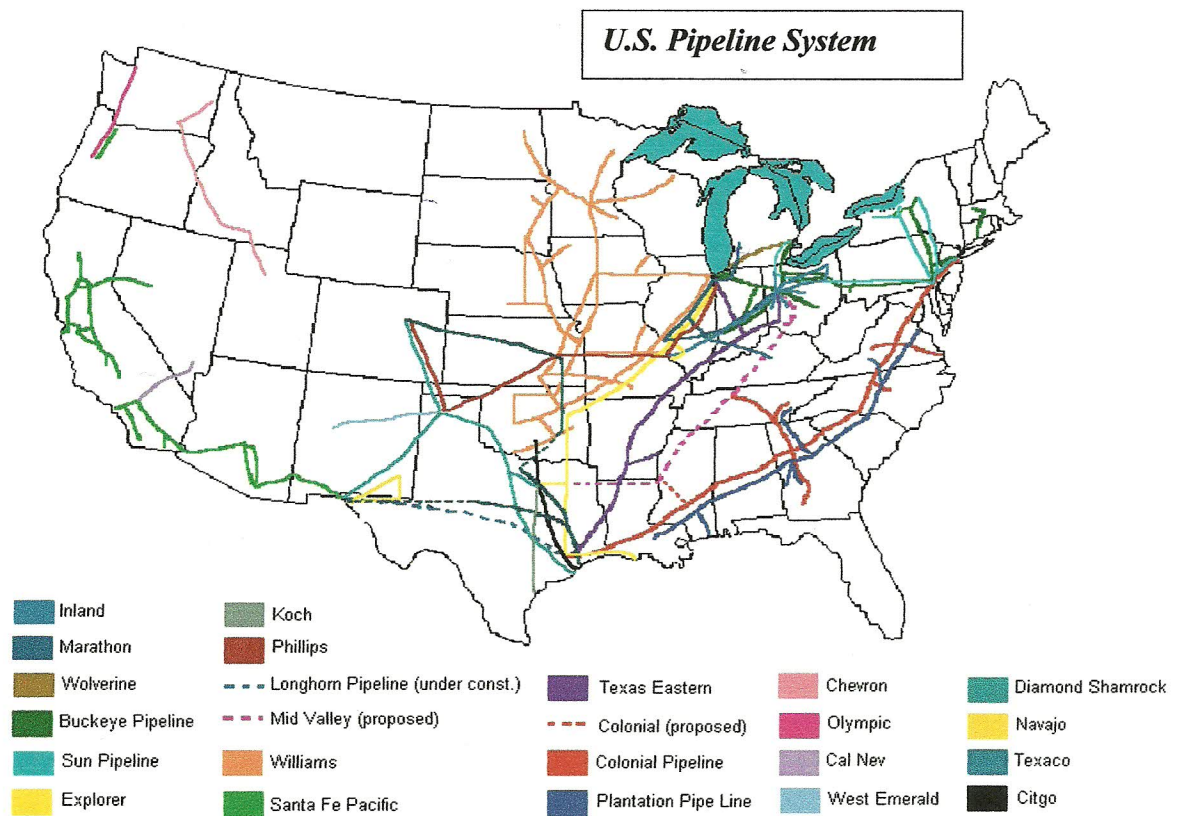 U.S. Pipeline System
Inland
Marathon
Wolverine
Buckeye Pipeline
Sun Pipeline
Explorer
Koch
Phillips
Longhorn Pipeline (under const.)
Mid Valley (proposed)
Williams
Santa Fe Pacific
Texas Eastern
Colonial (proposed)
Colonial Pipeline
Plantation Pipe Line
Chevron
Olympic
Cal Nev
West Emerald
Diamond Shamrock
Navajo
Texaco
Citgo